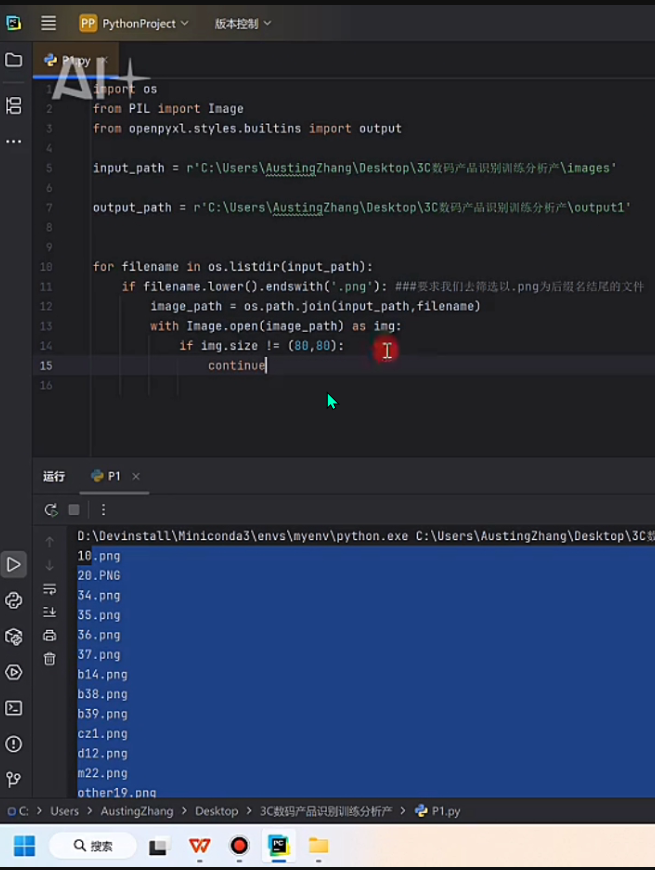 PP PythonProject 版本控制
P1.py
AI+
1 import os
2 from PIL import Image
3 from openpyxl.styles.builtins import output
4
5 input_path = r'C:\Users\AustingZhang\Desktop\3C数码产品识别训练分析产\images'
6
7 output_path = r'C:\Users\AustingZhang\Desktop\3C数码产品识别训练分析产\output1'
8
9
10 for filename in os.listdir(input_path):
11 if filename.lower().endswith('.png'): ###要求我们去筛选以.png为后缀名结尾的文件
12 image_path = os.path.join(input_path,filename)
13 with Image.open(image_path) as img:
14 if img.size != (80,80):
15 continue
16
运行 P1
D:\Devinstall\Miniconda3\envs\myenv\python.exe C:\Users\AustingZhang\Desktop\3C数
10.png
20.PNG
34.png
35.png
36.png
37.png
b14.png
b38.png
b39.png
cz1.png
d12.png
m22.png
other19.png
C: > Users > AustingZhang > Desktop > 3C数码产品识别训练分析产 > P1.py
搜索